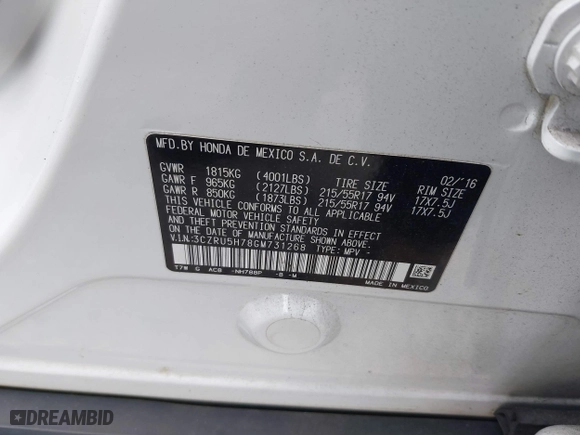 MFD.BY HONDA DE MEXICO S.A. DE C.V.
GVWR 1815KG (4001LBS) TIRE SIZE 02/'16 RIM SIZE
GAWR F 965KG (2127LBS) 215/55R17 94V 17X7.5J
GAWR R 850KG (1873LBS) 215/55R17 94V 17X7.5J
THIS VEHICLE CONFORMS TO ALL APPLICABLE
FEDERAL MOTOR VEHICLE SAFETY, BUMPER, AND THEFT
PREVENTION STANDARDS IN EFFECT ON THE DATE OF
MANUFACTURE SHOWN ABOVE.
V.I.N.:3CZRU5H78GM731268 TYPE: MPV
T7W G AC8 -NH788P -B -M MADE IN MEXICO
DREAMBID